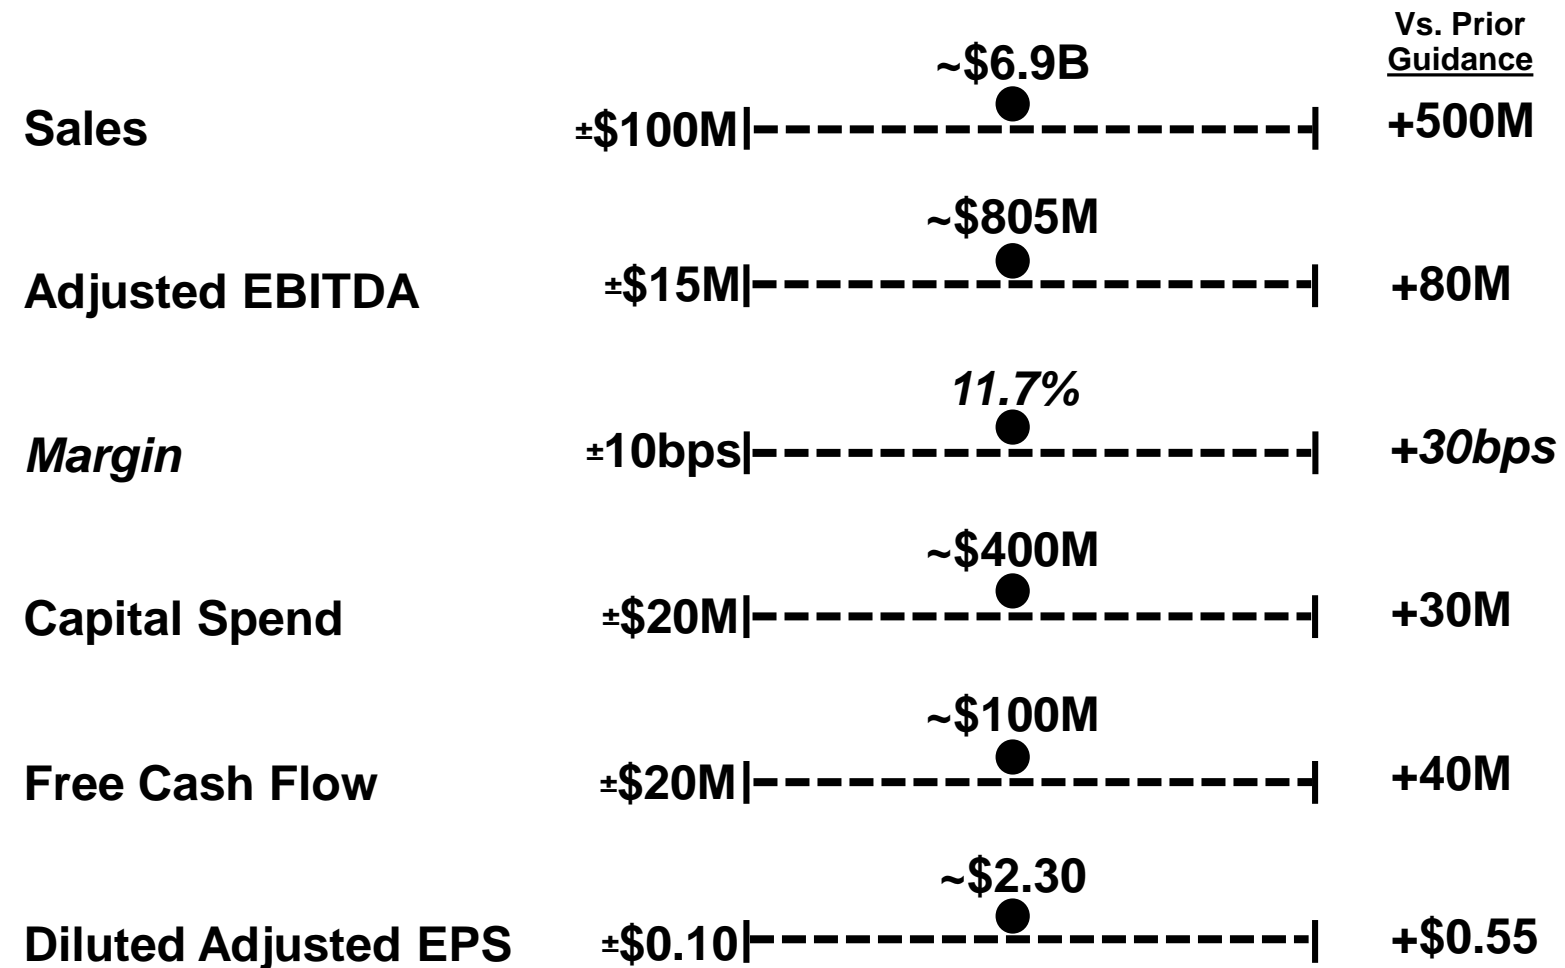 Vs. Prior
Guidance
~$6.9B
Sales ±$100M +500M
~$805M
Adjusted EBITDA ±$15M +80M
11.7%
Margin ±10bps +30bps
~$400M
Capital Spend ±$20M +30M
~$100M
Free Cash Flow ±$20M +40M
~$2.30
Diluted Adjusted EPS ±$0.10 +$0.55